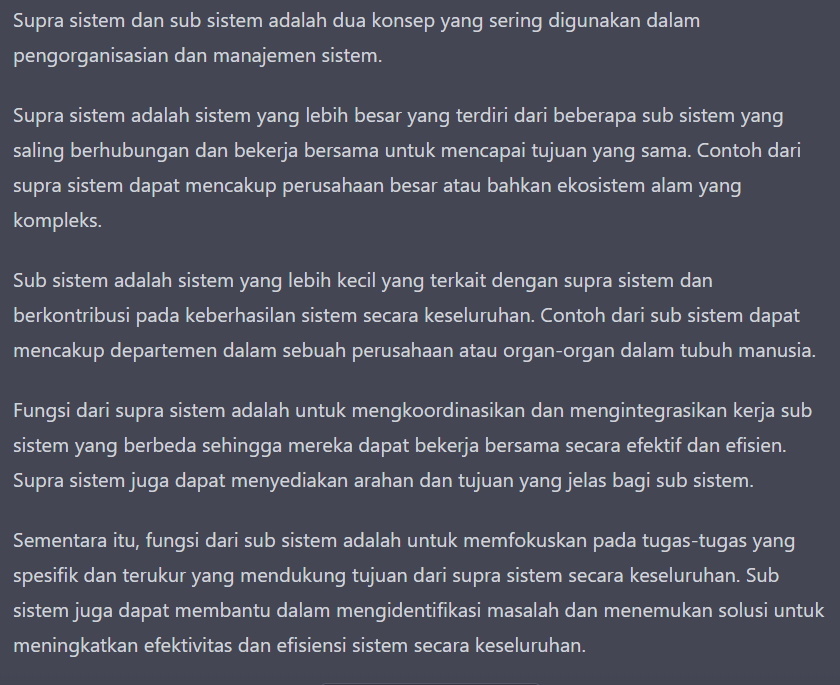 Supra sistem dan sub sistem adalah dua konsep yang sering digunakan dalam
pengorganisasian dan manajemen sistem.
Supra sistem adalah sistem yang lebih besar yang terdiri dari beberapa sub sistem yang
saling berhubungan dan bekerja bersama untuk mencapai tujuan yang sama. Contoh dari
supra sistem dapat mencakup perusahaan besar atau bahkan ekosistem alam yang
kompleks.
Sub sistem adalah sistem yang lebih kecil yang terkait dengan supra sistem dan
berkontribusi pada keberhasilan sistem secara keseluruhan. Contoh dari sub sistem dapat
mencakup departemen dalam sebuah perusahaan atau organ-organ dalam tubuh manusia.
Fungsi dari supra sistem adalah untuk mengkoordinasikan dan mengintegrasikan kerja sub
sistem yang berbeda sehingga mereka dapat bekerja bersama secara efektif dan efisien.
Supra sistem juga dapat menyediakan arahan dan tujuan yang jelas bagi sub sistem.
Sementara itu, fungsi dari sub sistem adalah untuk memfokuskan pada tugas-tugas yang
spesifik dan terukur yang mendukung tujuan dari supra sistem secara keseluruhan. Sub
sistem juga dapat membantu dalam mengidentifikasi masalah dan menemukan solusi untuk
meningkatkan efektivitas dan efisiensi sistem secara keseluruhan.